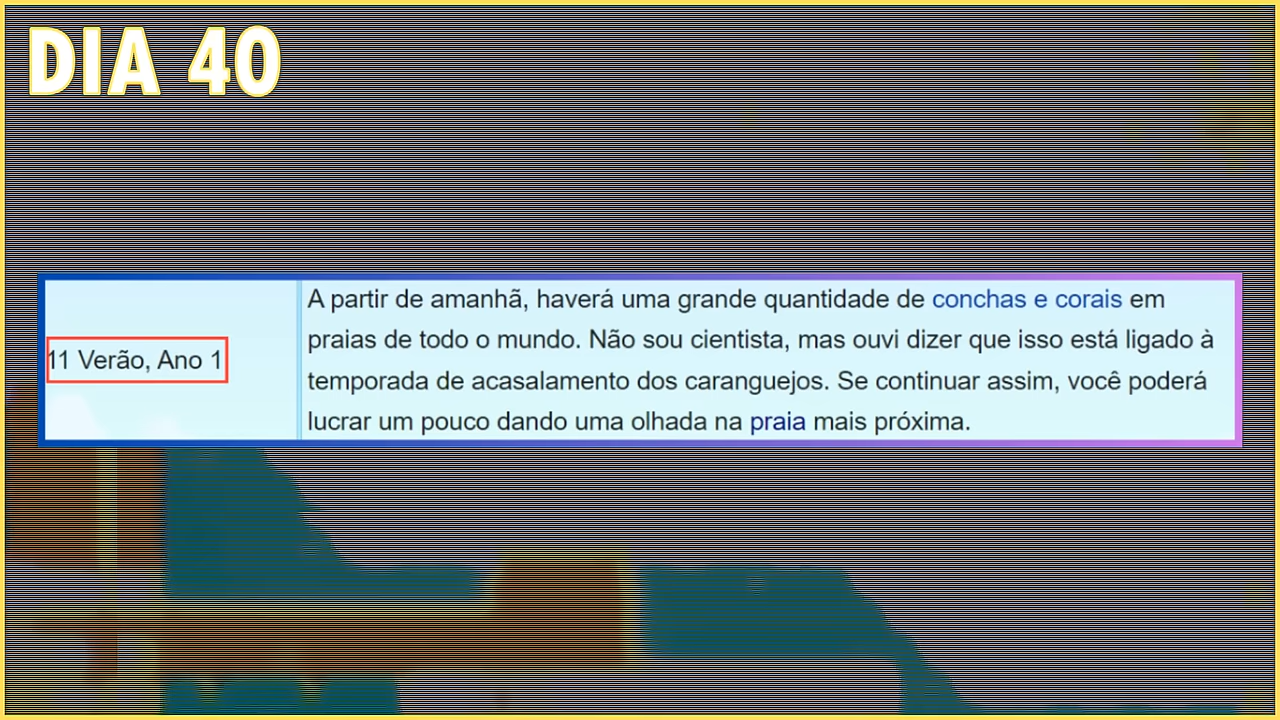 DIA 40
11 Verão, Ano 1
A partir de amanhã, haverá uma grande quantidade de conchas e corais em
praias de todo o mundo. Não sou cientista, mas ouvi dizer que isso está ligado à
temporada de acasalamento dos caranguejos. Se continuar assim, você poderá
lucrar um pouco dando uma olhada na praia mais próxima.